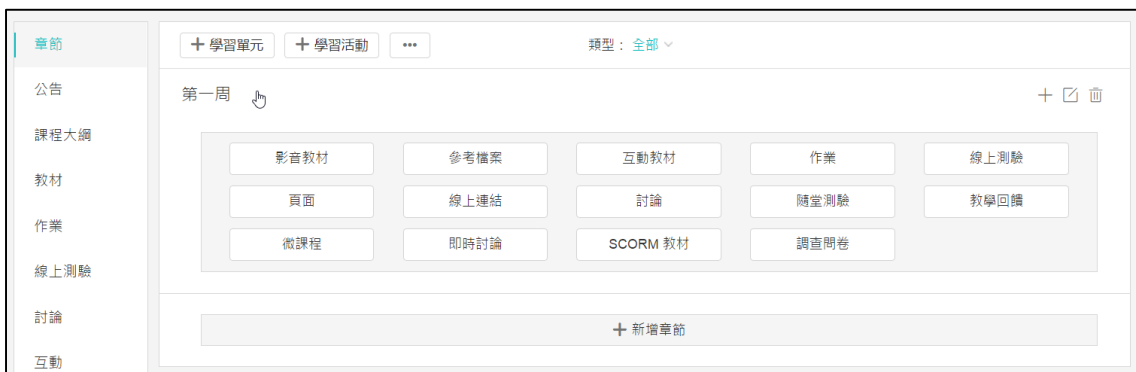 章節
公告
課程大綱
教材
作業
線上測驗
討論
互動
+ 學習單元 + 學習活動 ••• 類型： 全部
第一周
影音教材 參考檔案 互動教材 作業 線上測驗
頁面 線上連結 討論 隨堂測驗 教學回饋
微課程 即時討論 SCORM 教材 調查問卷
+ 新增章節